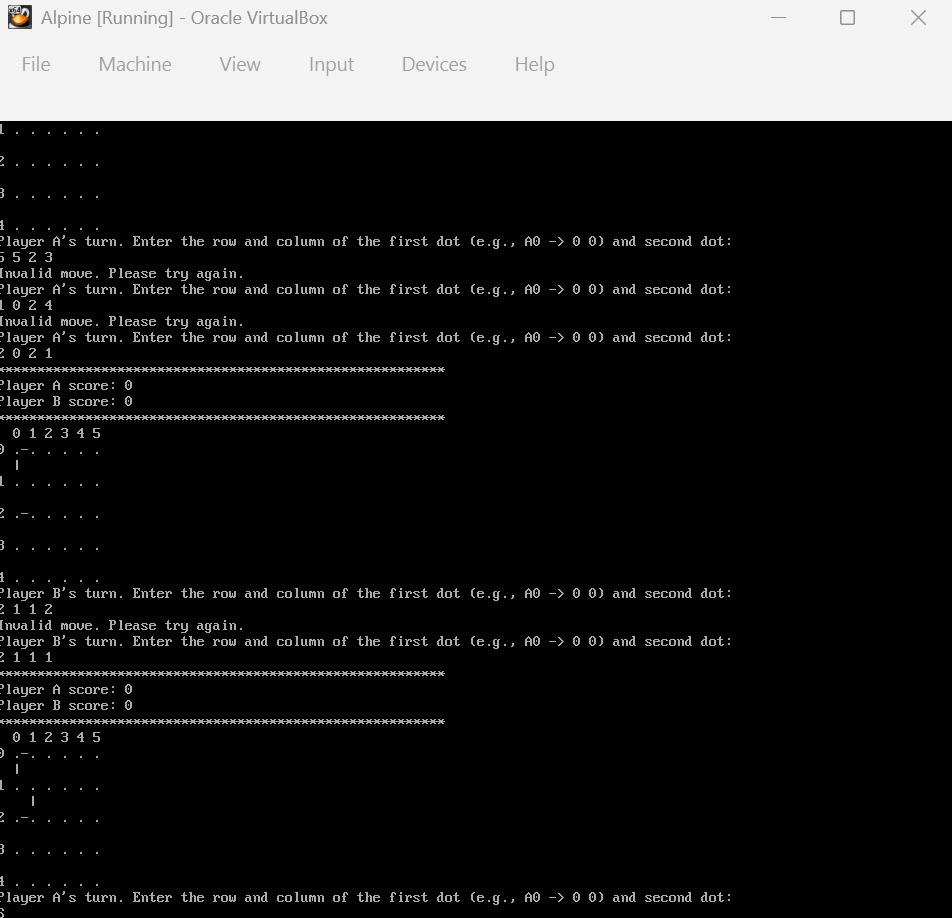 Alpine [Running] - Oracle VirtualBox
File Machine View Input Devices Help
1 . . . . . .
2 . . . . . .
3 . . . . . .
4 . . . . . .
Player A's turn. Enter the row and column of the first dot (e.g., A0 -> 0 0) and second dot:
5 5 2 3
Invalid move. Please try again.
Player A's turn. Enter the row and column of the first dot (e.g., A0 -> 0 0) and second dot:
1 0 2 4
Invalid move. Please try again.
Player A's turn. Enter the row and column of the first dot (e.g., A0 -> 0 0) and second dot:
2 0 2 1
********************************************************
Player A score: 0
Player B score: 0
********************************************************
  0 1 2 3 4 5
0 .-. . . . .
  |
1 . . . . . .
2 .-. . . . .
3 . . . . . .
4 . . . . . .
Player B's turn. Enter the row and column of the first dot (e.g., A0 -> 0 0) and second dot:
2 1 1 2
Invalid move. Please try again.
Player B's turn. Enter the row and column of the first dot (e.g., A0 -> 0 0) and second dot:
2 1 1 1
********************************************************
Player A score: 0
Player B score: 0
********************************************************
  0 1 2 3 4 5
0 .-. . . . .
  |
1 . . . . . .
    |
2 .-. . . . .
3 . . . . . .
4 . . . . . .
Player A's turn. Enter the row and column of the first dot (e.g., A0 -> 0 0) and second dot: